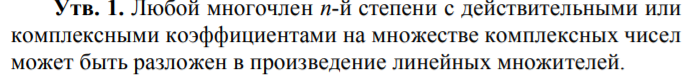 Утв. 1. Любой многочлен n-й степени с действительными или
комплексными коэффициентами на множестве комплексных чисел
может быть разложен в произведение линейных множителей.